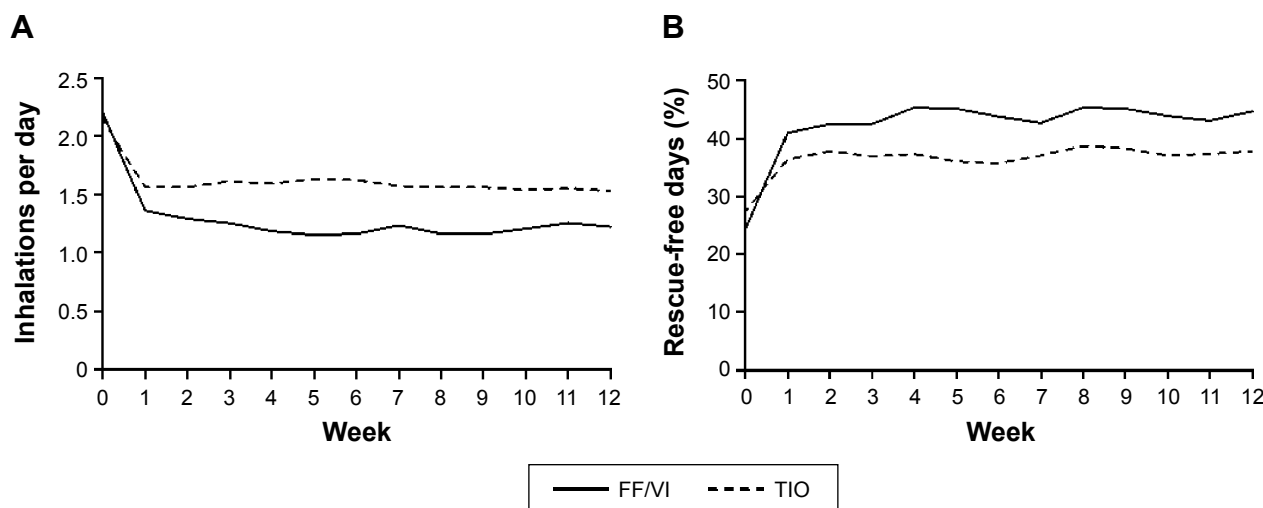 A
Inhalations per day
2.5
2.0
1.5
1.0
0.5
0
0 1 2 3 4 5 6 7 8 9 10 11 12
Week
B
Rescue-free days (%)
50
40
30
20
10
0
0 1 2 3 4 5 6 7 8 9 10 11 12
Week
FF/VI TIO